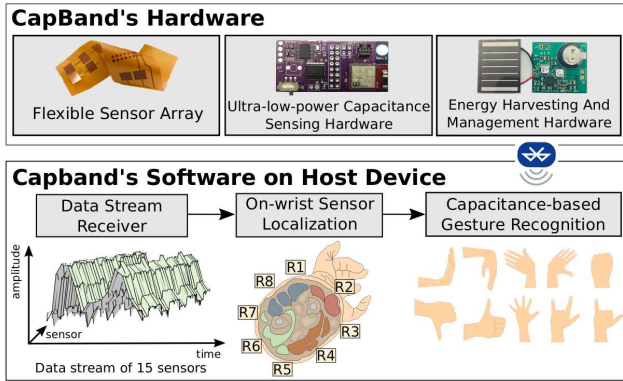 CapBand's Hardware
Flexible Sensor Array
Ultra-low-power Capacitance
Sensing Hardware
Energy Harvesting And
Management Hardware
Capband's Software on Host Device
Data Stream
Receiver
On-wrist Sensor
Localization
Capacitance-based
Gesture Recognition
amplitude
sensor
time
Data stream of 15 sensors
R1
R2
R3
R4
R5
R6
R7
R8